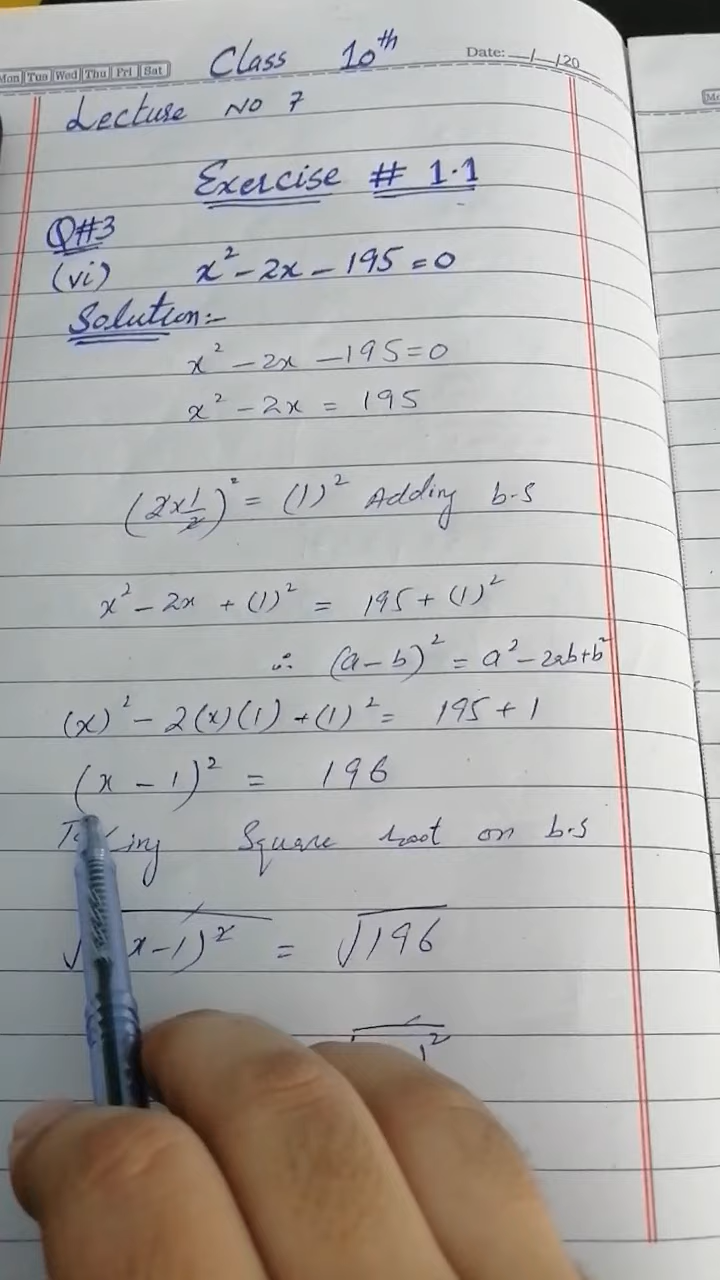 Mon Tue Wed Thu Fri Sat Class 10th Date: __/__/20__
Lecture No 7
Exercise # 1.1
Q#3
(vi) x² - 2x - 195 = 0
Solution:-
x² - 2x - 195 = 0
x² - 2x = 195
(2x1/2)² = (1)² Adding b.s
x² - 2x + (1)² = 195 + (1)²
∴ (a-b)² = a² - 2ab + b²
(x)² - 2(x)(1) + (1)² = 195 + 1
(x - 1)² = 196
Taking Square root on b.s
√(x-1)² = √196